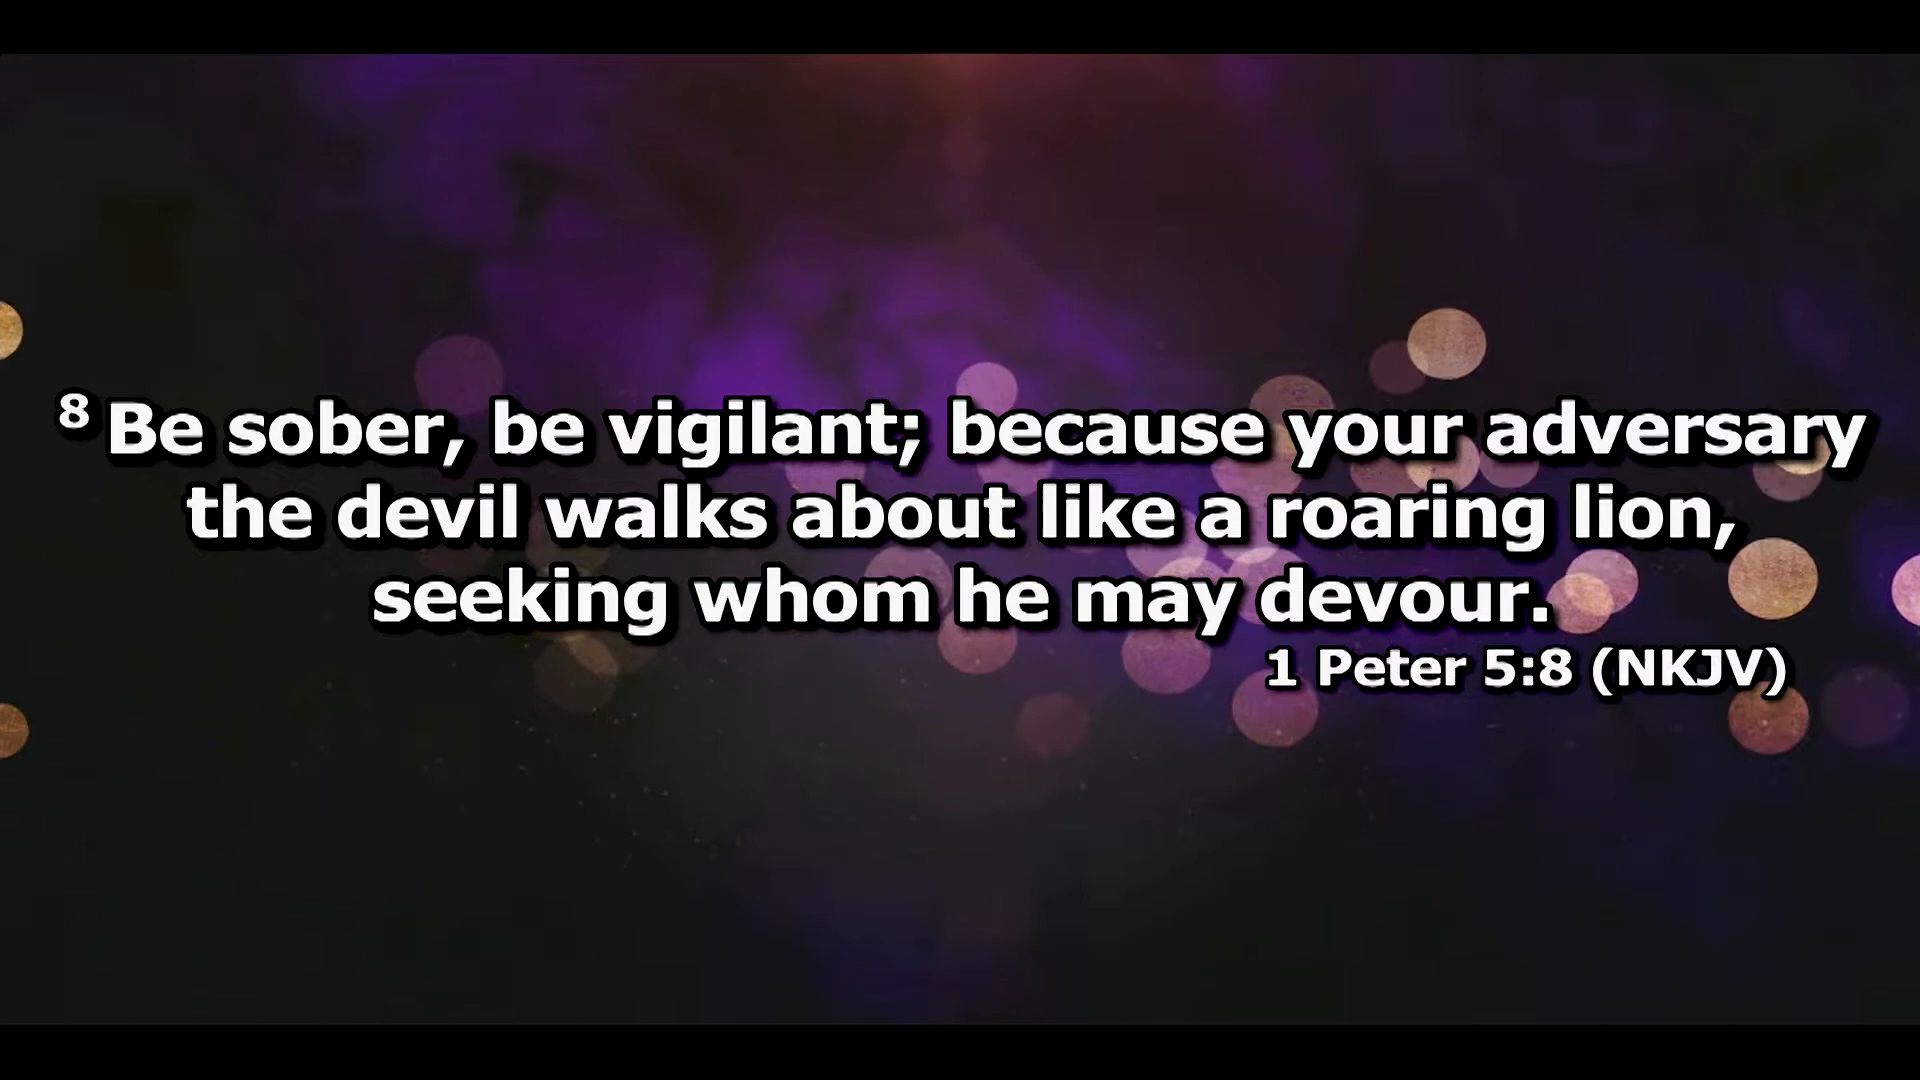 8 Be sober, be vigilant; because your adversary
the devil walks about like a roaring lion,
seeking whom he may devour.
1 Peter 5:8 (NKJV)